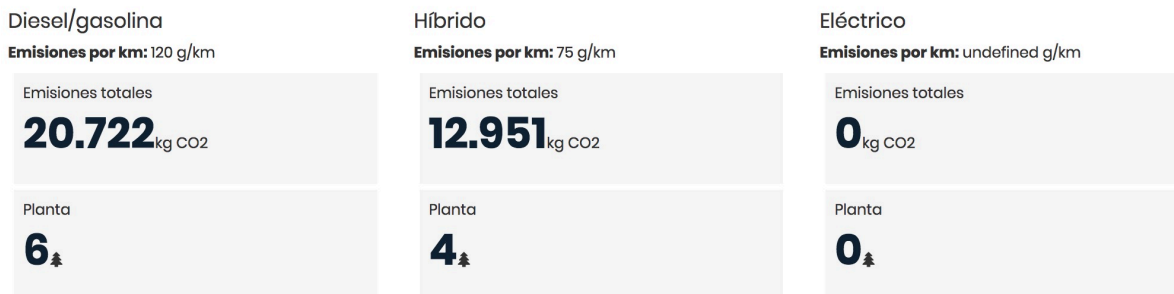 Diesel/gasolina
Emisiones por km: 120 g/km
Emisiones totales
20.722kg CO2
Planta
6
Híbrido
Emisiones por km: 75 g/km
Emisiones totales
12.951kg CO2
Planta
4
Eléctrico
Emisiones por km: undefined g/km
Emisiones totales
0kg CO2
Planta
0